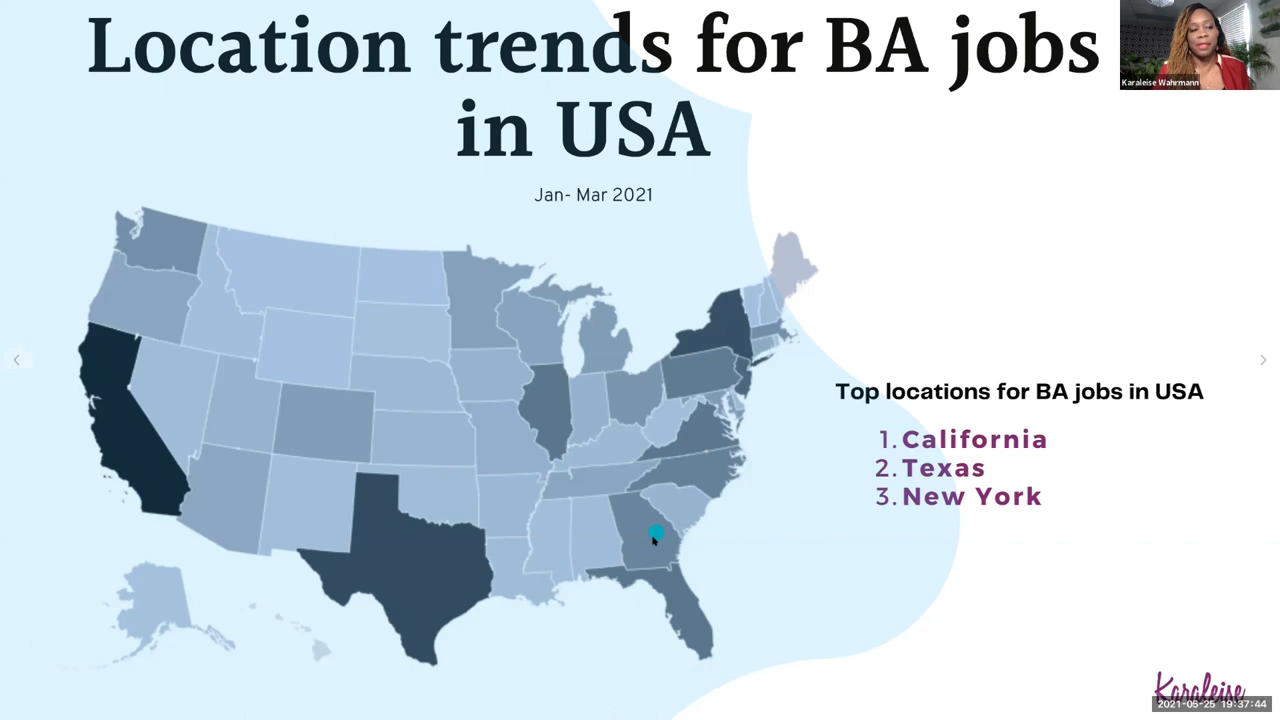 Location trends for BA jobs
in USA
Jan- Mar 2021
Karaleise Wahrmann
Top locations for BA jobs in USA
1. California
2. Texas
3. New York
Karaleise
2021-05-25 19:37:44